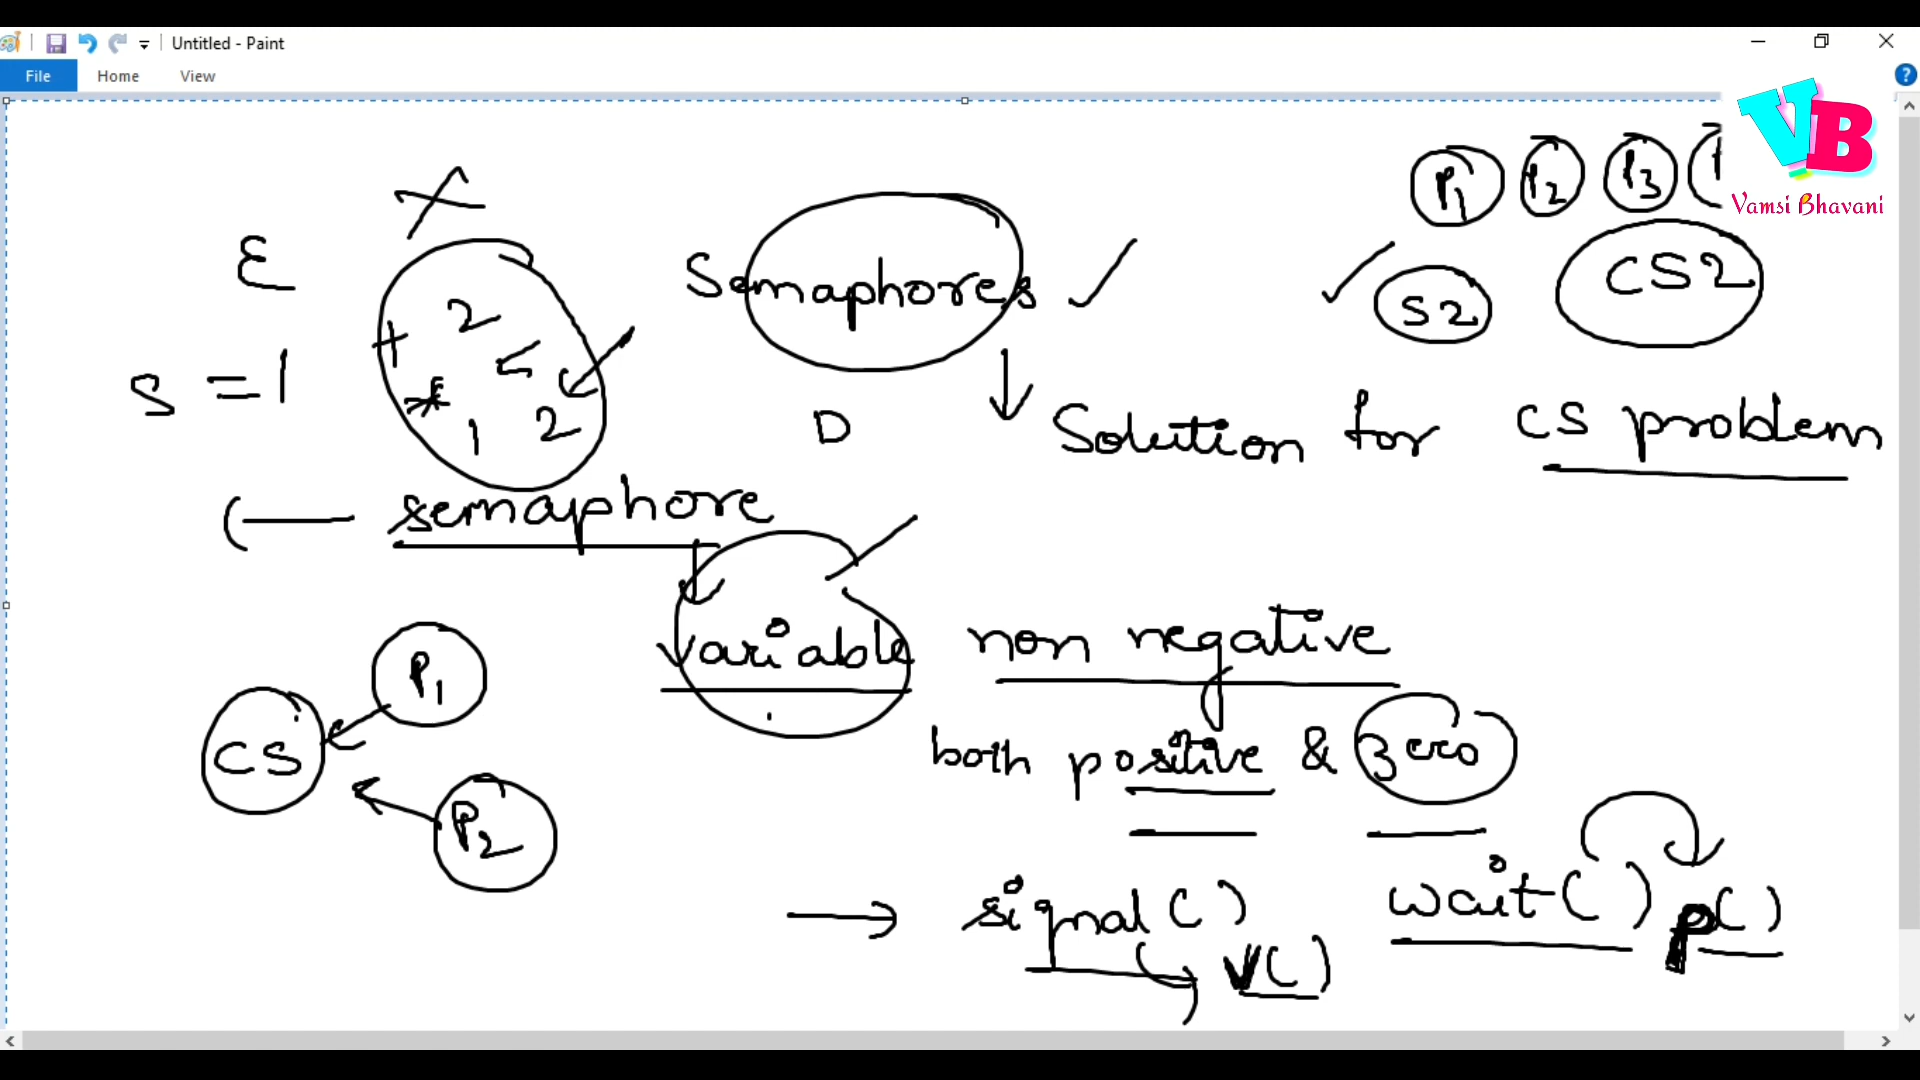 Untitled - Paint
File Home View
VB
Vamsi Bhavani
P1 P2 P3
Semaphores
S2 CS2
2
S = 1
+ *
1 2
D
Solution for CS problem
semaphore
variable non negative
CS P1
both positive & zero
P2
signal ( ) wait ( ) p( )
V( )